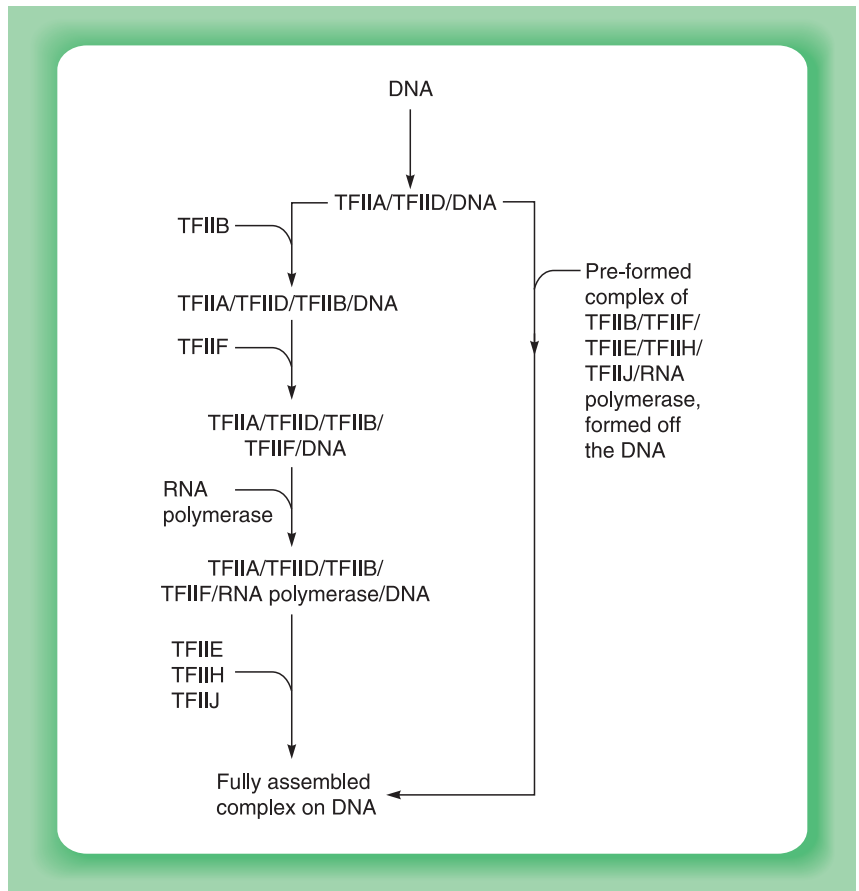 DNA
TFIIA/TFIID/DNA
TFIIB
TFIIA/TFIID/TFIIB/DNA
TFIIF
TFIIA/TFIID/TFIIB/
TFIIF/DNA
RNA
polymerase
TFIIA/TFIID/TFIIB/
TFIIF/RNA polymerase/DNA
TFIIE
TFIIH
TFIIJ
Fully assembled
complex on DNA
Pre-formed
complex of
TFIIB/TFIIF/
TFIIE/TFIIH/
TFIIJ/RNA
polymerase,
formed off
the DNA